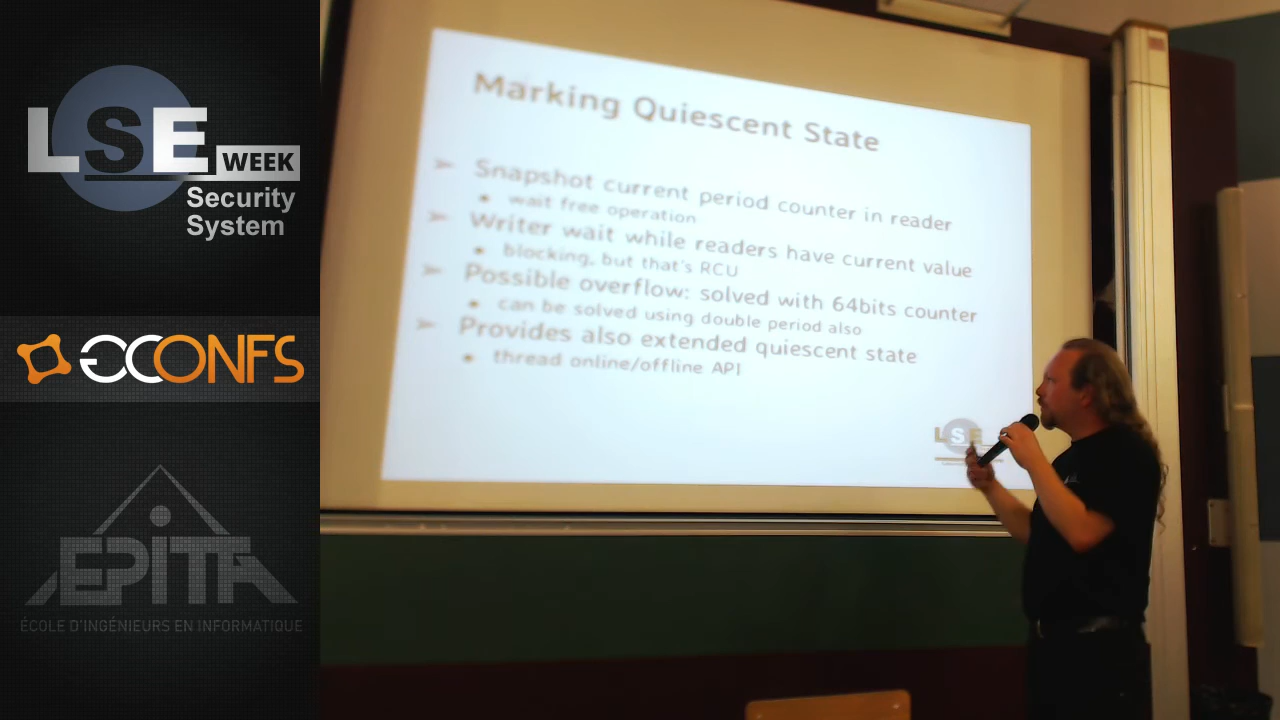 LSE WEEK
Security
System
GCONFS
EPITA
ÉCOLE D'INGÉNIEURS EN INFORMATIQUE
Marking Quiescent State
➤ Snapshot current period counter in reader
• wait free operation
➤ Writer wait while readers have current value
• blocking, but that's RCU
➤ Possible overflow: solved with 64bits counter
• can be solved using double period also
➤ Provides also extended quiescent state
• thread online/offline API
LSE